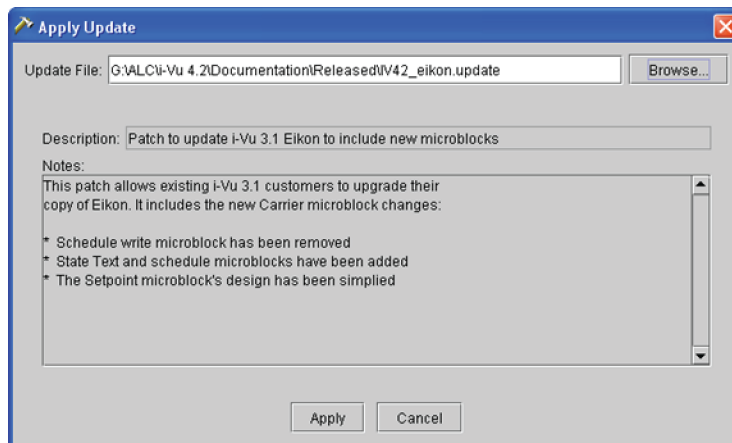 Apply Update
Update File: G:\ALC\i-Vu 4.2\Documentation\Released\IV42_eikon.update Browse...
Description: Patch to update i-Vu 3.1 Eikon to include new microblocks
Notes:
This patch allows existing i-Vu 3.1 customers to upgrade their
copy of Eikon. It includes the new Carrier microblock changes:
* Schedule write microblock has been removed
* State Text and schedule microblocks have been added
* The Setpoint microblock's design has been simplied
Apply Cancel